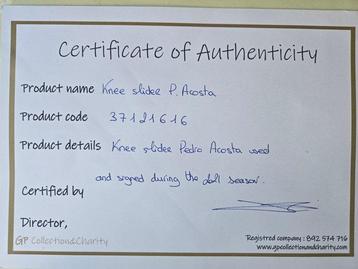 Certificate of Authenticity
Product name Knee slider P. Acosta
Product code 37121616
Product details Knee slider Pedro Acosta used
and signed during the season.
Certified by
Director,
GP Collection&Charity
Registred company : 892 574 716
www.gpcollectionandcharity.com